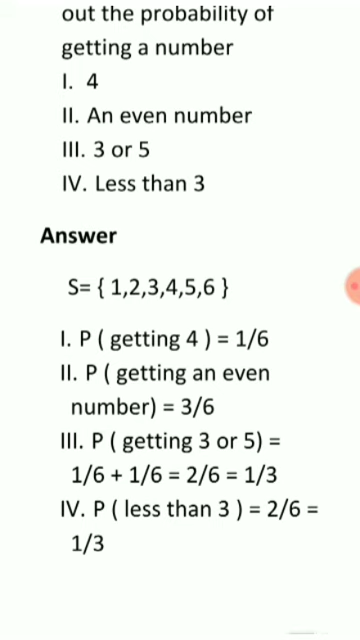 out the probability of
getting a number
I. 4
II. An even number
III. 3 or 5
IV. Less than 3
Answer
S= { 1,2,3,4,5,6 }
I. P ( getting 4 ) = 1/6
II. P ( getting an even
number) = 3/6
III. P ( getting 3 or 5) =
1/6 + 1/6 = 2/6 = 1/3
IV. P ( less than 3 ) = 2/6 =
1/3